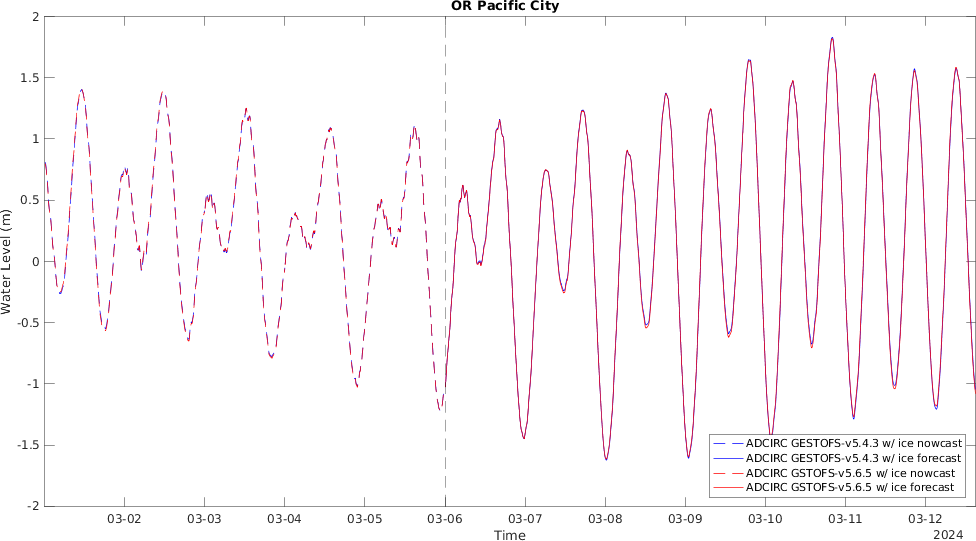 OR Pacific City
2
1.5
1
0.5
0
-0.5
-1
-1.5
-2
Water Level (m)
03-02 03-03 03-04 03-05 03-06 03-07 03-08 03-09 03-10 03-11 03-12
Time
2024
ADCIRC GESTOFS-v5.4.3 w/ ice nowcast
ADCIRC GESTOFS-v5.4.3 w/ ice forecast
ADCIRC GSTOFS-v5.6.5 w/ ice nowcast
ADCIRC GSTOFS-v5.6.5 w/ ice forecast